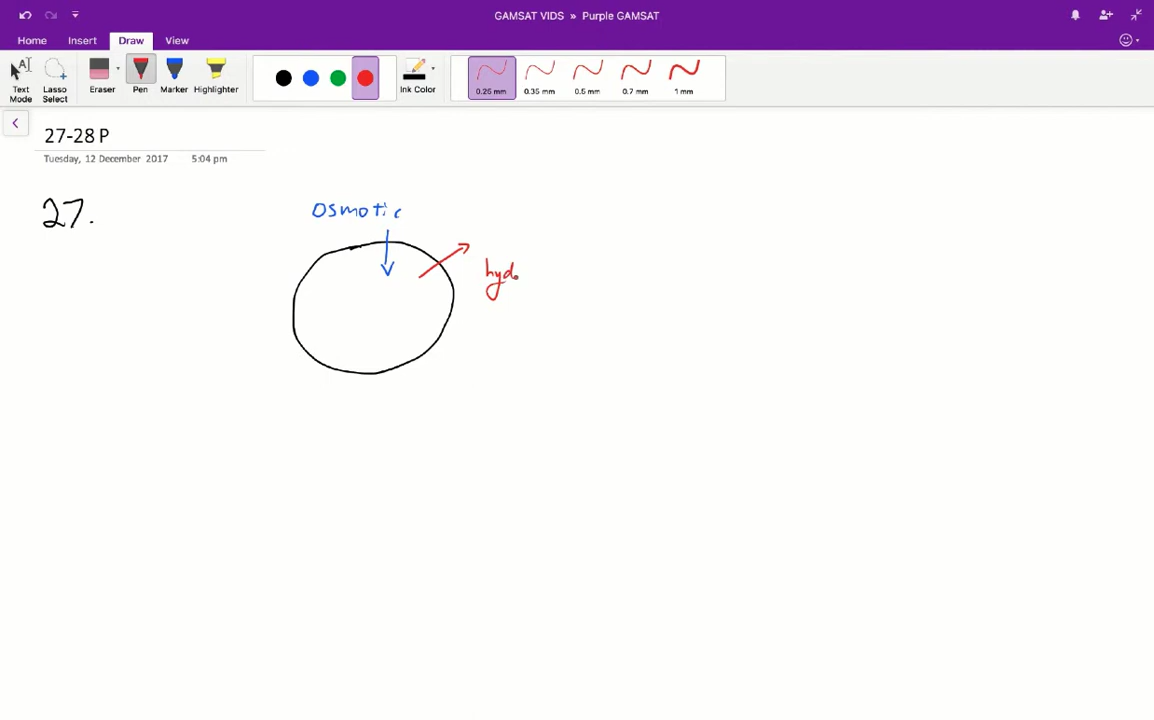 GAMSAT VIDS » Purple GAMSAT
Home Insert Draw View
Text Mode
Lasso Select
Eraser
Pen
Marker
Highlighter
Ink Color
0.25 mm
0.35 mm
0.5 mm
0.7 mm
1 mm
27-28 P
Tuesday, 12 December 2017 5:04 pm
27.
osmotic
hyd